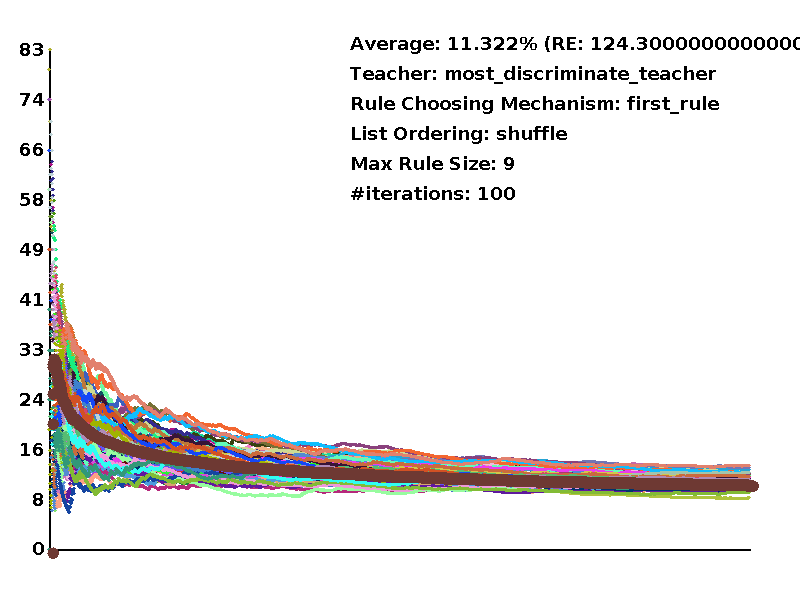 Average: 11.322% (RE: 124.3000000000000
Teacher: most_discriminate_teacher
Rule Choosing Mechanism: first_rule
List Ordering: shuffle
Max Rule Size: 9
#iterations: 100
83
74
66
58
49
41
33
24
16
8
0